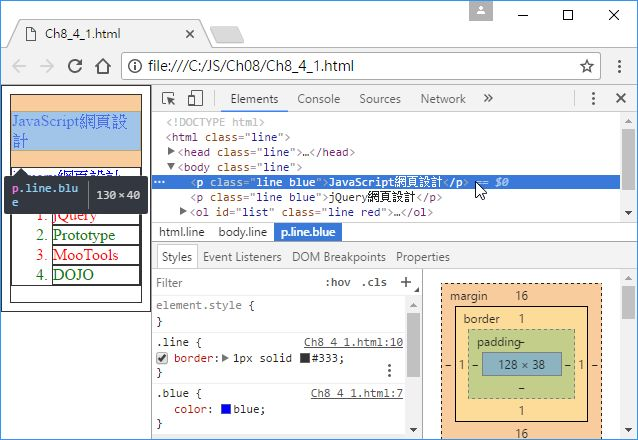 Ch8_4_1.html
file:///C:/JS/Ch08/Ch8_4_1.html
JavaScript網頁設
計
p.line.blu
e
130 × 40
1. jQuery
2. Prototype
3. MooTools
4. DOJO
Elements Console Sources Network »
<!DOCTYPE html>
<html class="line">
<head class="line">…</head>
<body class="line">
… <p class="line blue">JavaScript網頁設計</p> == $0
<p class="line blue">jQuery網頁設計</p>
<ol id="list" class="line red">…</ol>
html.line body.line p.line.blue
Styles Event Listeners DOM Breakpoints Properties
Filter :hov .cls +
element.style {
}
.line { Ch8_4_1.html:10
border: 1px solid #333;
}
.blue { Ch8_4_1.html:7
color: blue;
margin 16
border 1
padding –
– 1 – 128 × 38 – 1 –
–
1
16